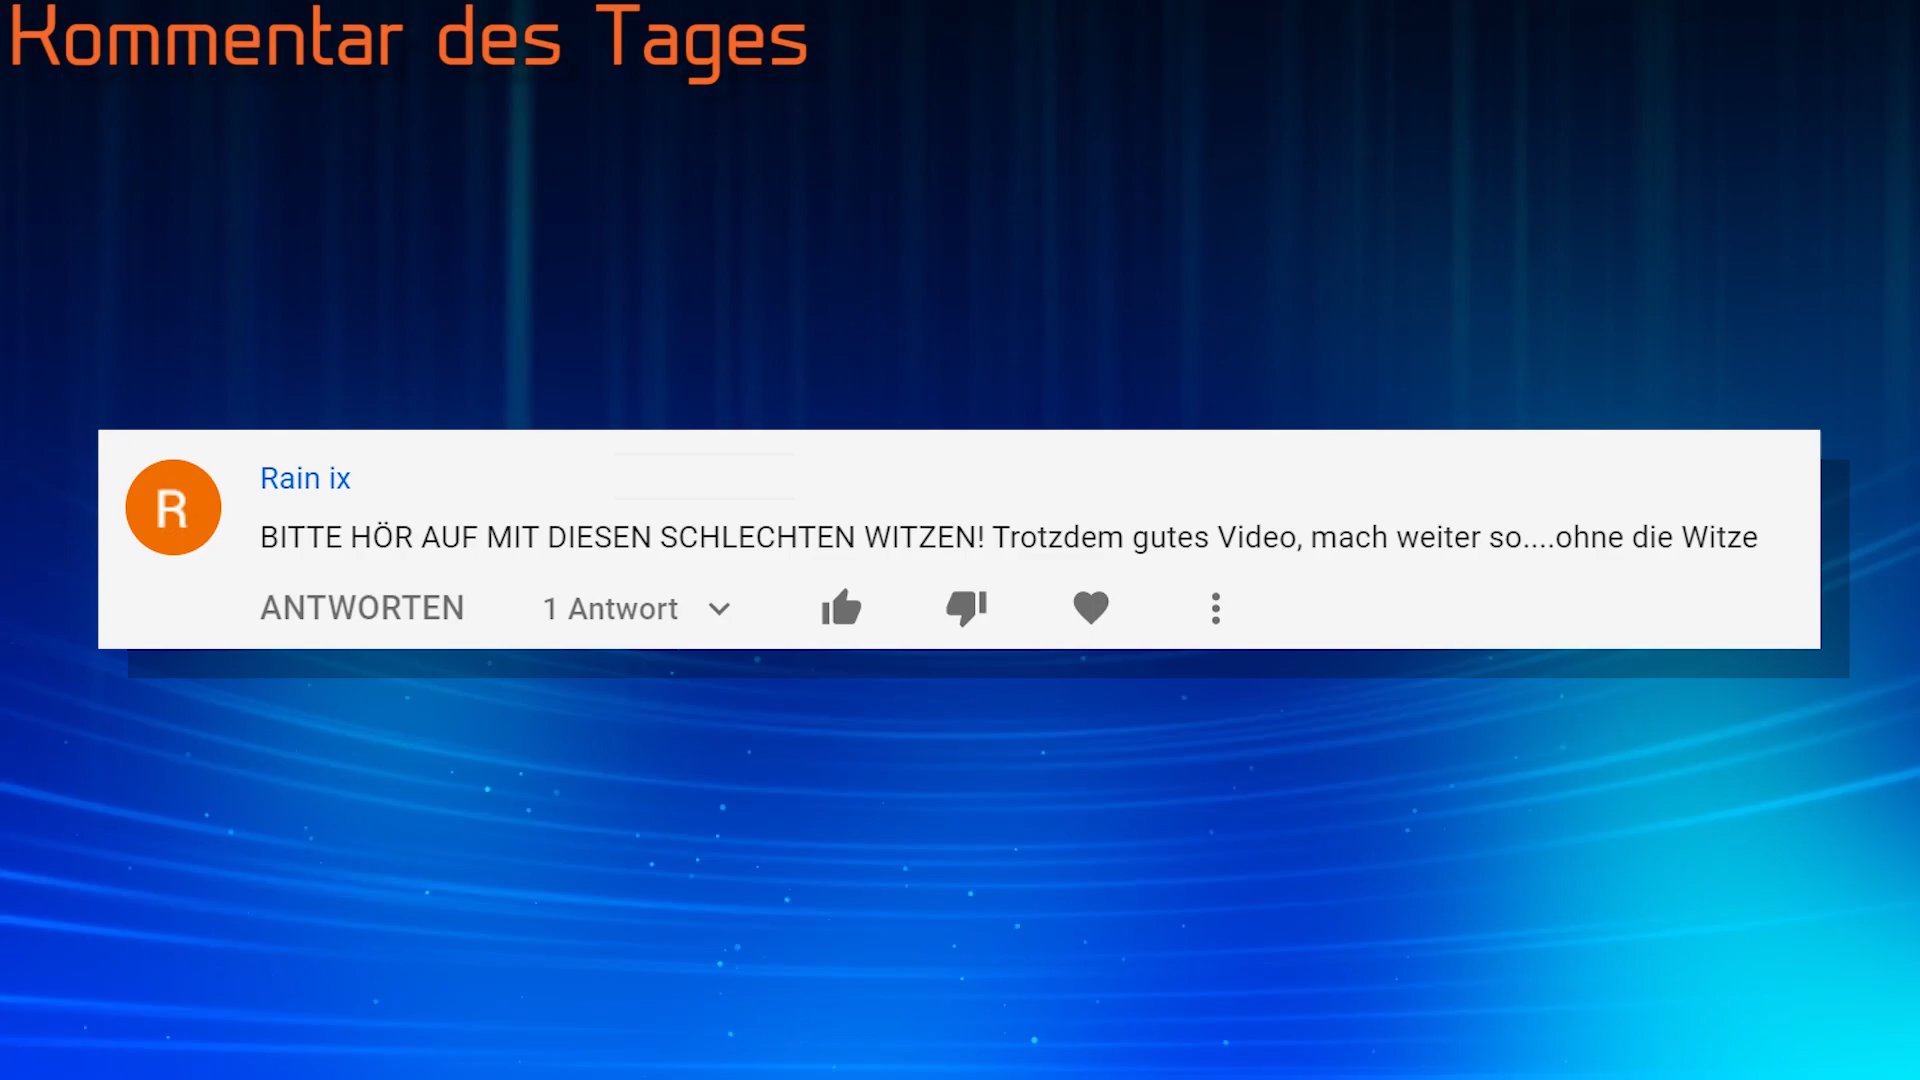 Kommentar des Tages
R
Rain ix
BITTE HÖR AUF MIT DIESEN SCHLECHTEN WITZEN! Trotzdem gutes Video, mach weiter so....ohne die Witze
ANTWORTEN 1 Antwort